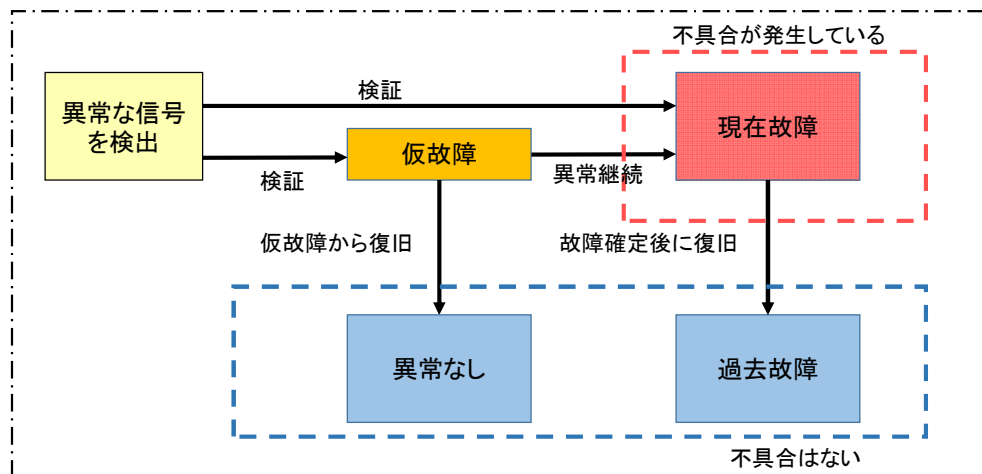 不具合が発生している
異常な信号
を検出
検証
現在故障
仮故障
検証
異常継続
仮故障から復旧
故障確定後に復旧
異常なし
過去故障
不具合はない